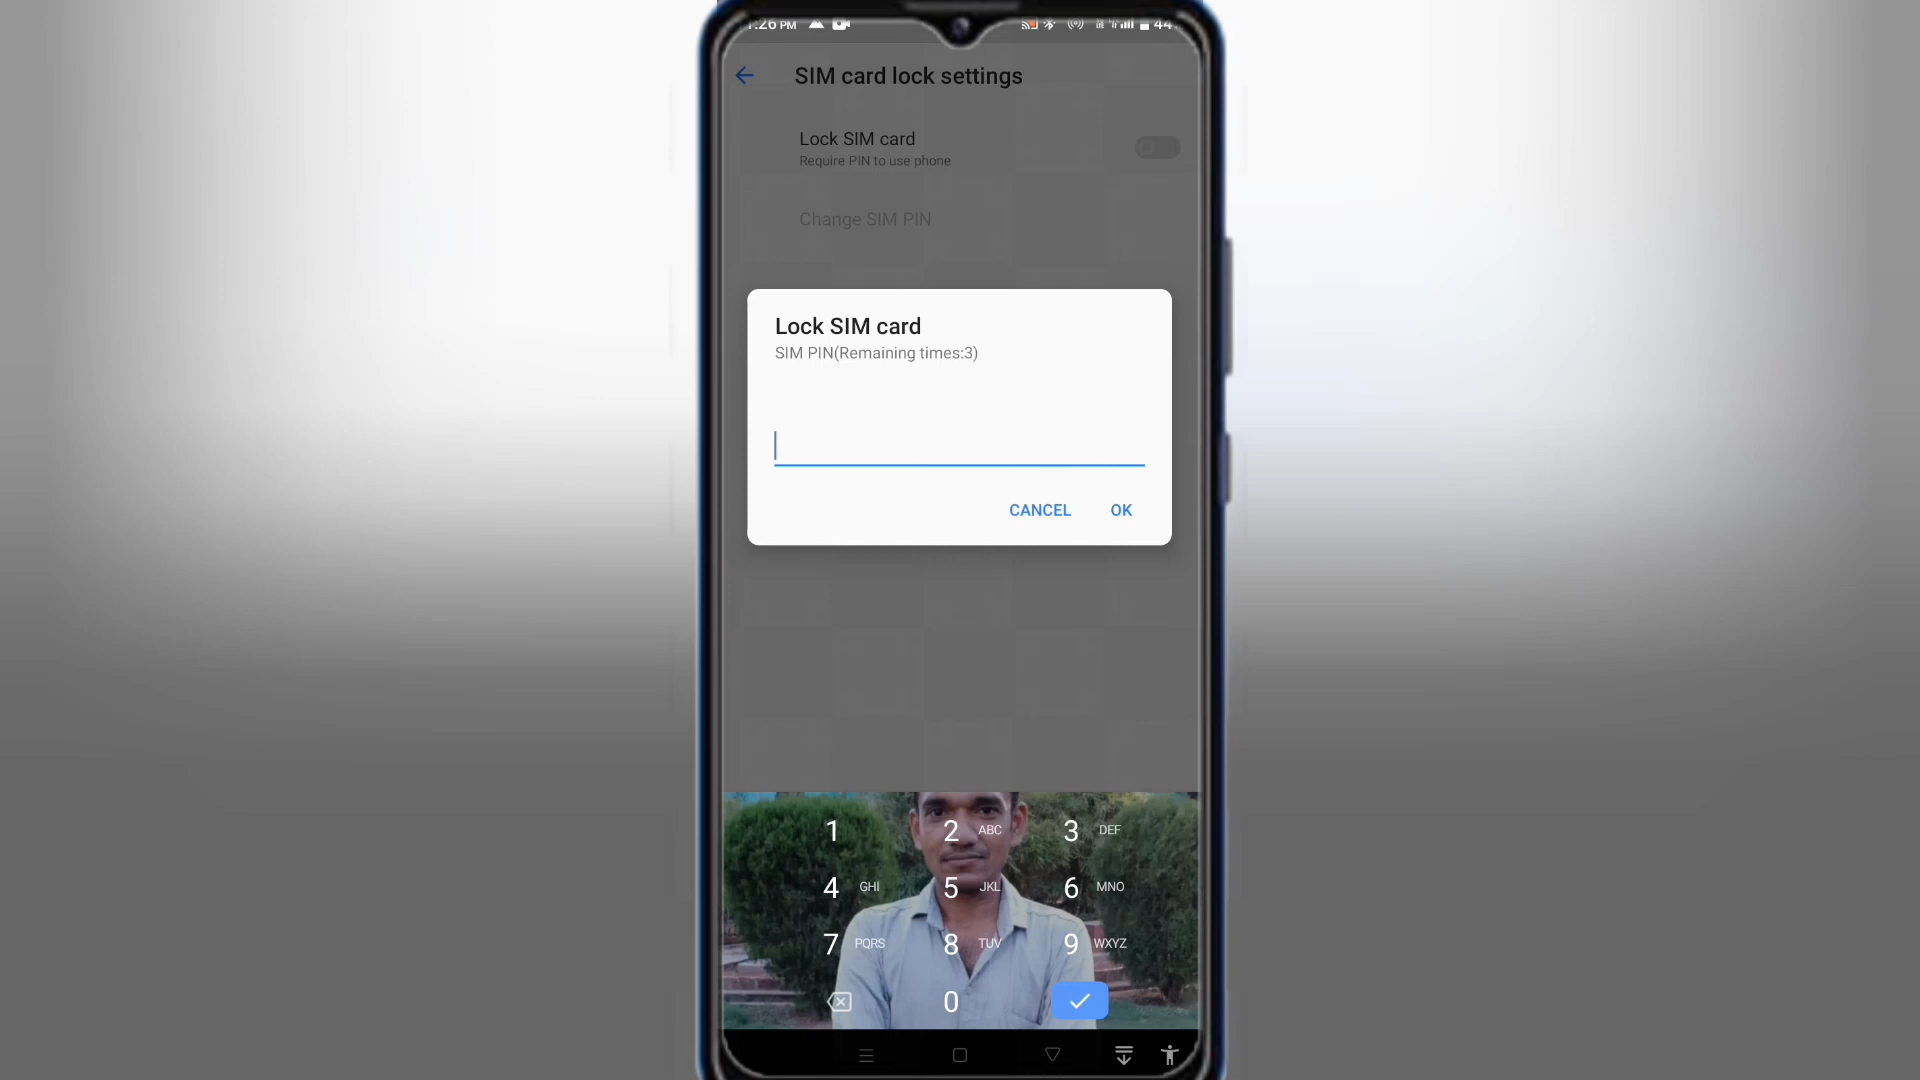 :26 PM 44
SIM card lock settings
Lock SIM card
Require PIN to use phone
Change SIM PIN
Lock SIM card
SIM PIN(Remaining times:3)
CANCEL OK
1 2 ABC 3 DEF
4 GHI 5 JKL 6 MNO
7 PQRS 8 TUV 9 WXYZ
0